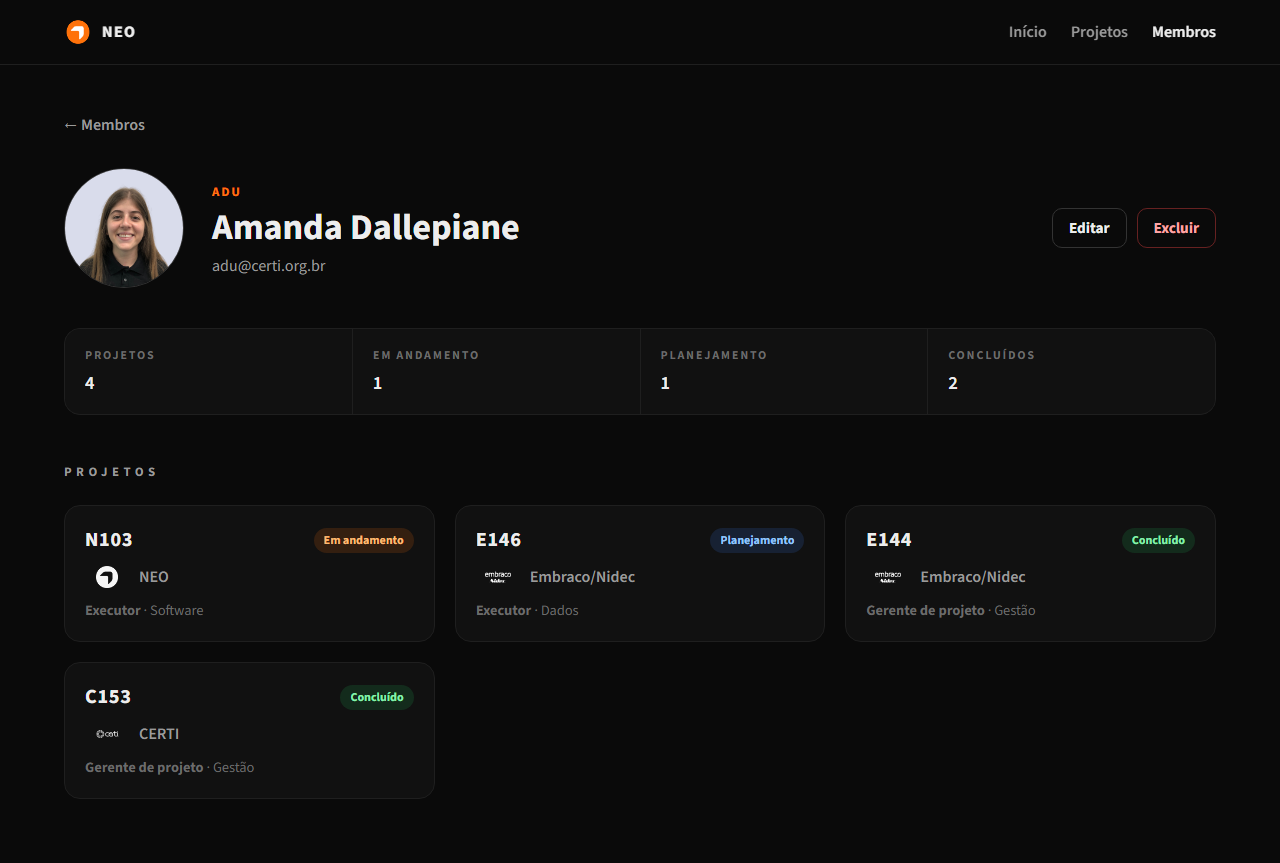 NEO
Início Projetos Membros
← Membros
ADU
Amanda Dallepiane
adu@certi.org.br
Editar Excluir
PROJETOS EM ANDAMENTO PLANEJAMENTO CONCLUÍDOS
4 1 1 2
PROJETOS
N103 Em andamento
NEO
Executor · Software
E146 Planejamento
embraco Nidec Embraco/Nidec
Executor · Dados
E144 Concluído
embraco Nidec Embraco/Nidec
Gerente de projeto · Gestão
C153 Concluído
certi CERTI
Gerente de projeto · Gestão